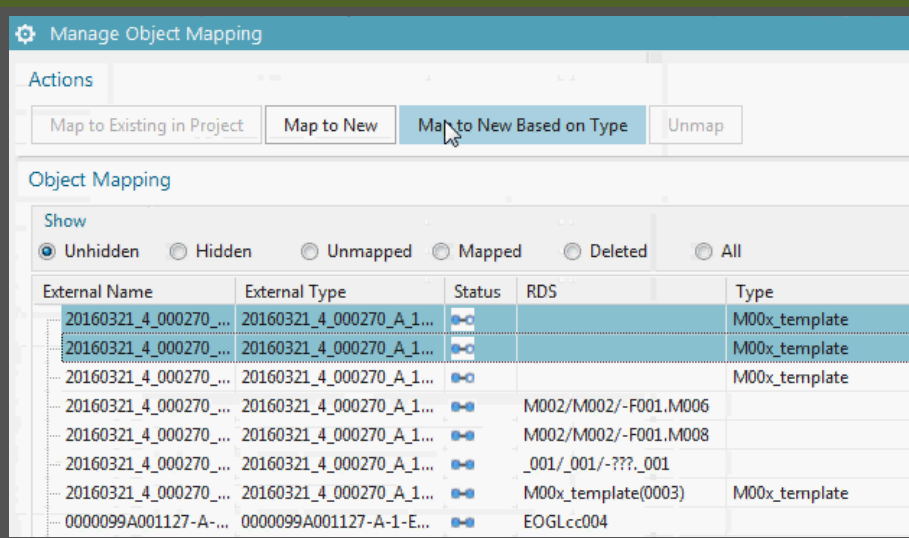 Manage Object Mapping
Actions
Map to Existing in Project Map to New Map to New Based on Type Unmap
Object Mapping
Show
Unhidden Hidden Unmapped Mapped Deleted All
External Name External Type Status RDS Type
20160321_4_000270_... 20160321_4_000270_A_1... M00x_template
20160321_4_000270_... 20160321_4_000270_A_1... M00x_template
20160321_4_000270_... 20160321_4_000270_A_1... M00x_template
20160321_4_000270_... 20160321_4_000270_A_1... M002/M002/-F001.M006
20160321_4_000270_... 20160321_4_000270_A_1... M002/M002/-F001.M008
20160321_4_000270_... 20160321_4_000270_A_1... _001/_001/-???._001
20160321_4_000270_... 20160321_4_000270_A_1... M00x_template(0003) M00x_template
0000099A001127-A-... 0000099A001127-A-1-E... EOGLcc004